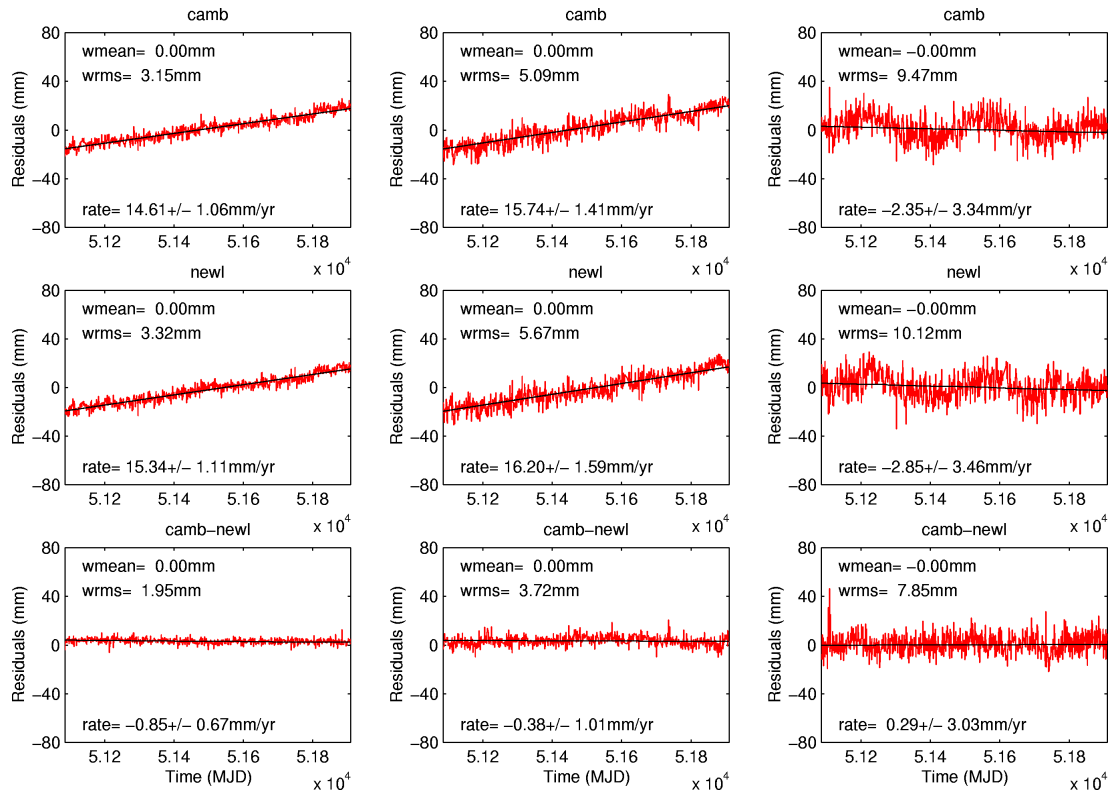 camb
camb
camb
80
40
0
−40
−80
Residuals (mm)
wmean= 0.00mm
wrms= 3.15mm
rate= 14.61+/− 1.06mm/yr
5.12 5.14 5.16 5.18
x 10^4
80
40
0
−40
−80
Residuals (mm)
wmean= 0.00mm
wrms= 5.09mm
rate= 15.74+/− 1.41mm/yr
5.12 5.14 5.16 5.18
x 10^4
80
40
0
−40
−80
Residuals (mm)
wmean= −0.00mm
wrms= 9.47mm
rate= −2.35+/− 3.34mm/yr
5.12 5.14 5.16 5.18
x 10^4
newl
newl
newl
80
40
0
−40
−80
Residuals (mm)
wmean= 0.00mm
wrms= 3.32mm
rate= 15.34+/− 1.11mm/yr
5.12 5.14 5.16 5.18
x 10^4
80
40
0
−40
−80
Residuals (mm)
wmean= 0.00mm
wrms= 5.67mm
rate= 16.20+/− 1.59mm/yr
5.12 5.14 5.16 5.18
x 10^4
80
40
0
−40
−80
Residuals (mm)
wmean= −0.00mm
wrms= 10.12mm
rate= −2.85+/− 3.46mm/yr
5.12 5.14 5.16 5.18
x 10^4
camb−newl
camb−newl
camb−newl
80
40
0
−40
−80
Residuals (mm)
wmean= 0.00mm
wrms= 1.95mm
rate= −0.85+/− 0.67mm/yr
5.12 5.14 5.16 5.18
Time (MJD)
x 10^4
80
40
0
−40
−80
Residuals (mm)
wmean= 0.00mm
wrms= 3.72mm
rate= −0.38+/− 1.01mm/yr
5.12 5.14 5.16 5.18
Time (MJD)
x 10^4
80
40
0
−40
−80
Residuals (mm)
wmean= −0.00mm
wrms= 7.85mm
rate= 0.29+/− 3.03mm/yr
5.12 5.14 5.16 5.18
Time (MJD)
x 10^4